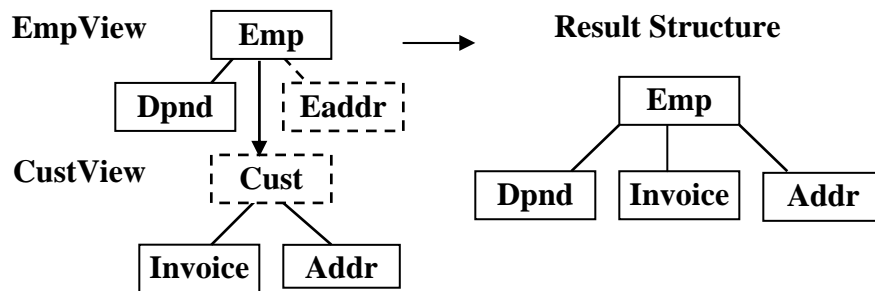 EmpView
Emp
Result Structure
Dpnd
Eaddr
Emp
CustView
Cust
Dpnd
Invoice
Addr
Invoice
Addr